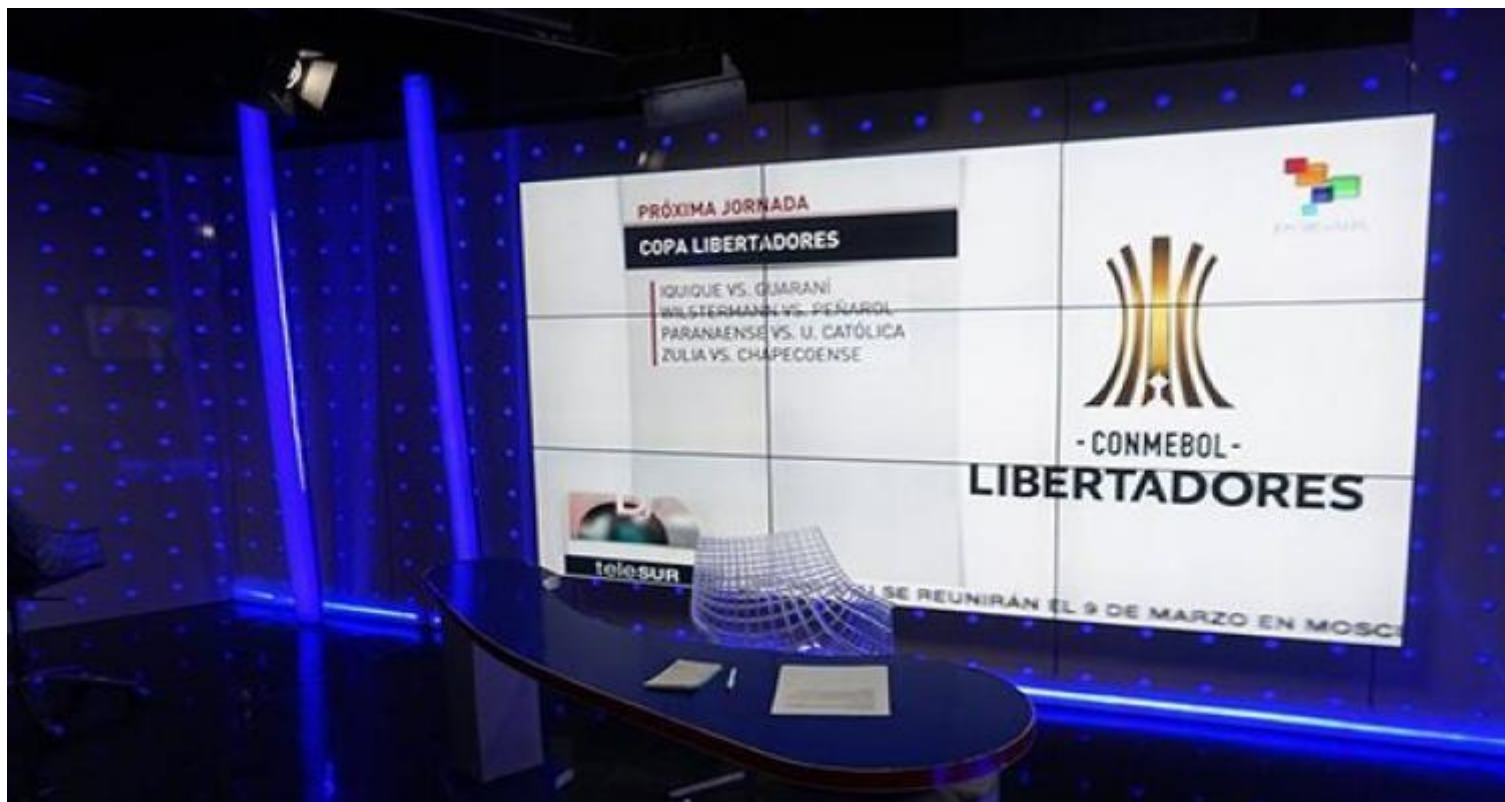 PRÓXIMA JORNADA
COPA LIBERTADORES
IQUIQUE VS. GUARANÍ
WILSTERMANN VS. PEÑAROL
PARANAENSE VS. U. CATÓLICA
ZULIA VS. CHAPECOENSE
- CONMEBOL -
LIBERTADORES
teleSUR
SE REUNIRÁN EL 9 DE MARZO EN MOSC